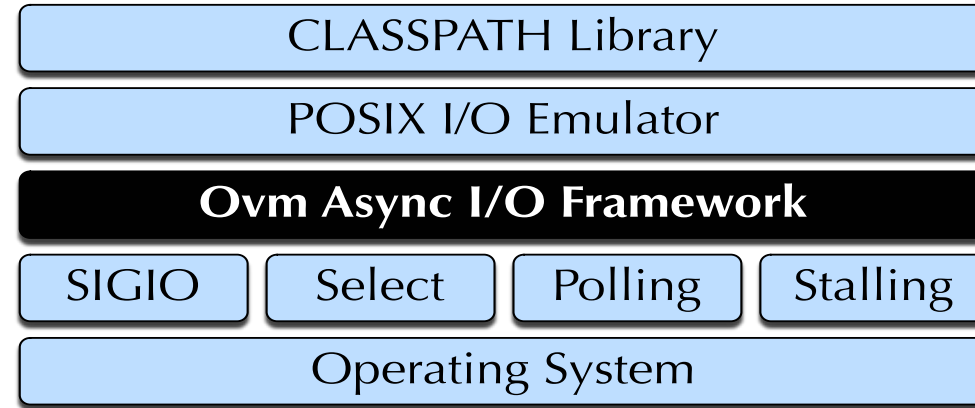 CLASSPATH Library
POSIX I/O Emulator
Ovm Async I/O Framework
SIGIO Select Polling Stalling
Operating System